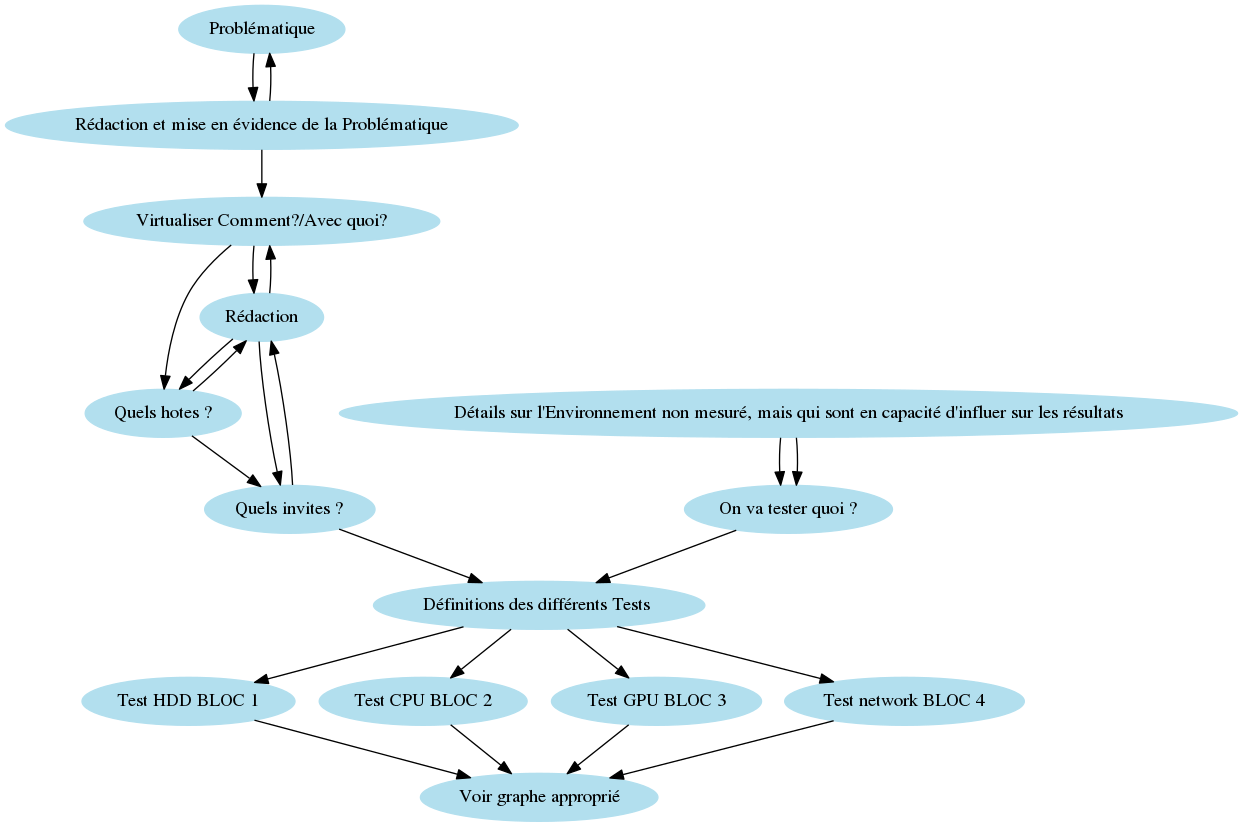 Problématique
Rédaction et mise en évidence de la Problématique
Virtualiser Comment?/Avec quoi?
Rédaction
Quels hotes ?
Détails sur l'Environnement non mesuré, mais qui sont en capacité d'influer sur les résultats
Quels invites ?
On va tester quoi ?
Définitions des différents Tests
Test HDD BLOC 1
Test CPU BLOC 2
Test GPU BLOC 3
Test network BLOC 4
Voir graphe approprié